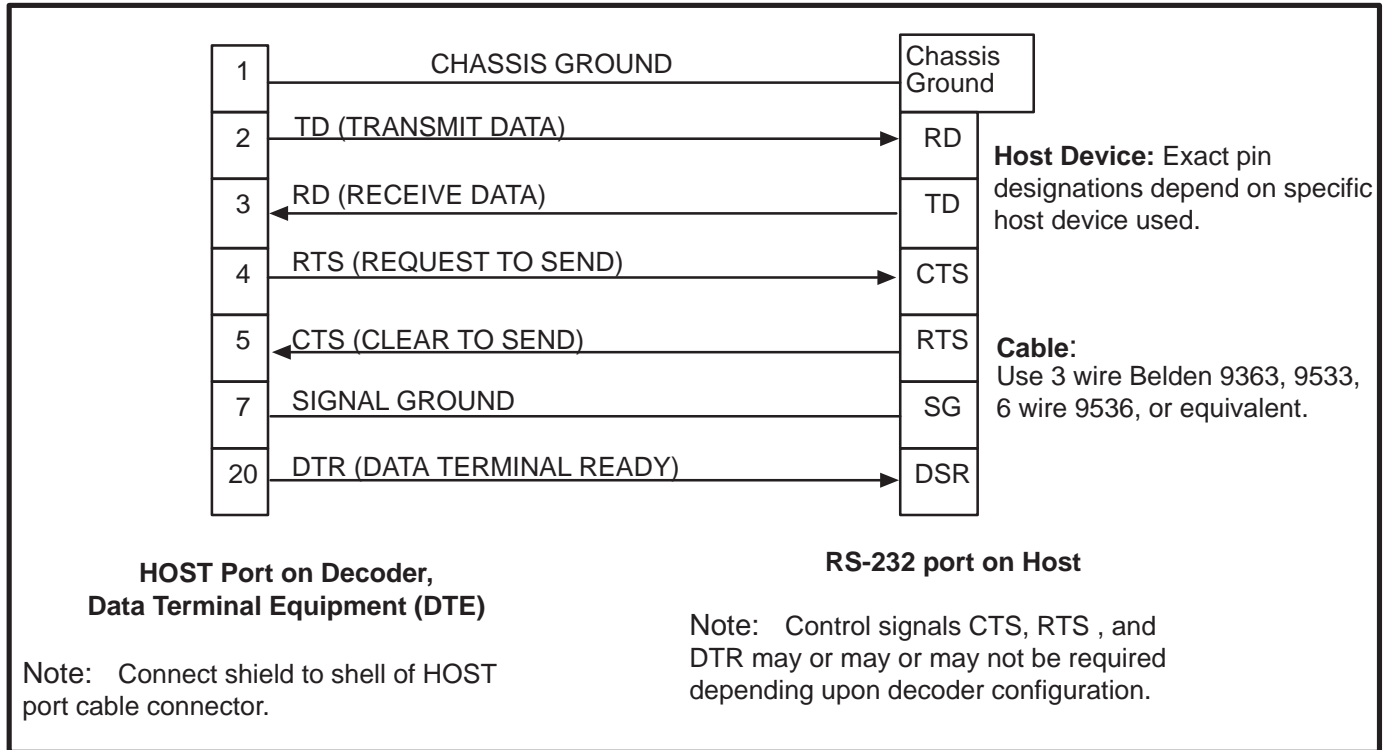 1 CHASSIS GROUND Chassis
Ground
2 TD (TRANSMIT DATA) RD
3 RD (RECEIVE DATA) TD
4 RTS (REQUEST TO SEND) CTS
5 CTS (CLEAR TO SEND) RTS
7 SIGNAL GROUND SG
20 DTR (DATA TERMINAL READY) DSR
Host Device: Exact pin
designations depend on specific
host device used.
Cable:
Use 3 wire Belden 9363, 9533,
6 wire 9536, or equivalent.
HOST Port on Decoder,
Data Terminal Equipment (DTE)
Note: Connect shield to shell of HOST
port cable connector.
RS-232 port on Host
Note: Control signals CTS, RTS , and
DTR may or may or may not be required
depending upon decoder configuration.